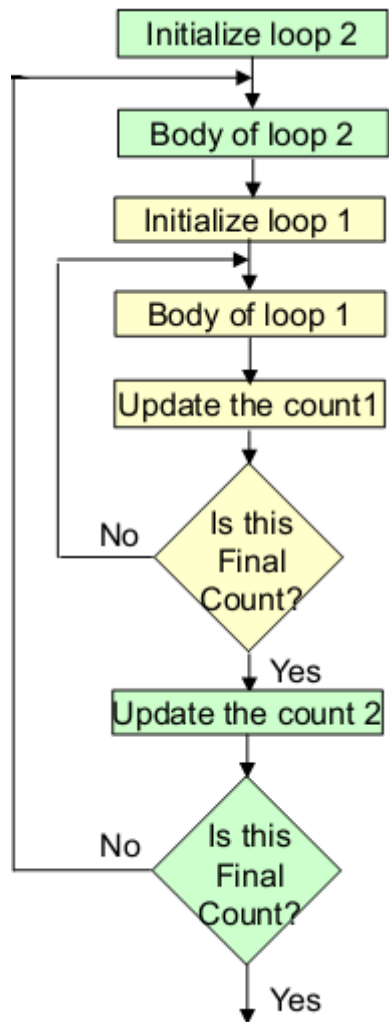 Initialize loop 2
Body of loop 2
Initialize loop 1
Body of loop 1
Update the count1
Is this
Final
Count?
No
Yes
Update the count 2
Is this
Final
Count?
No
Yes